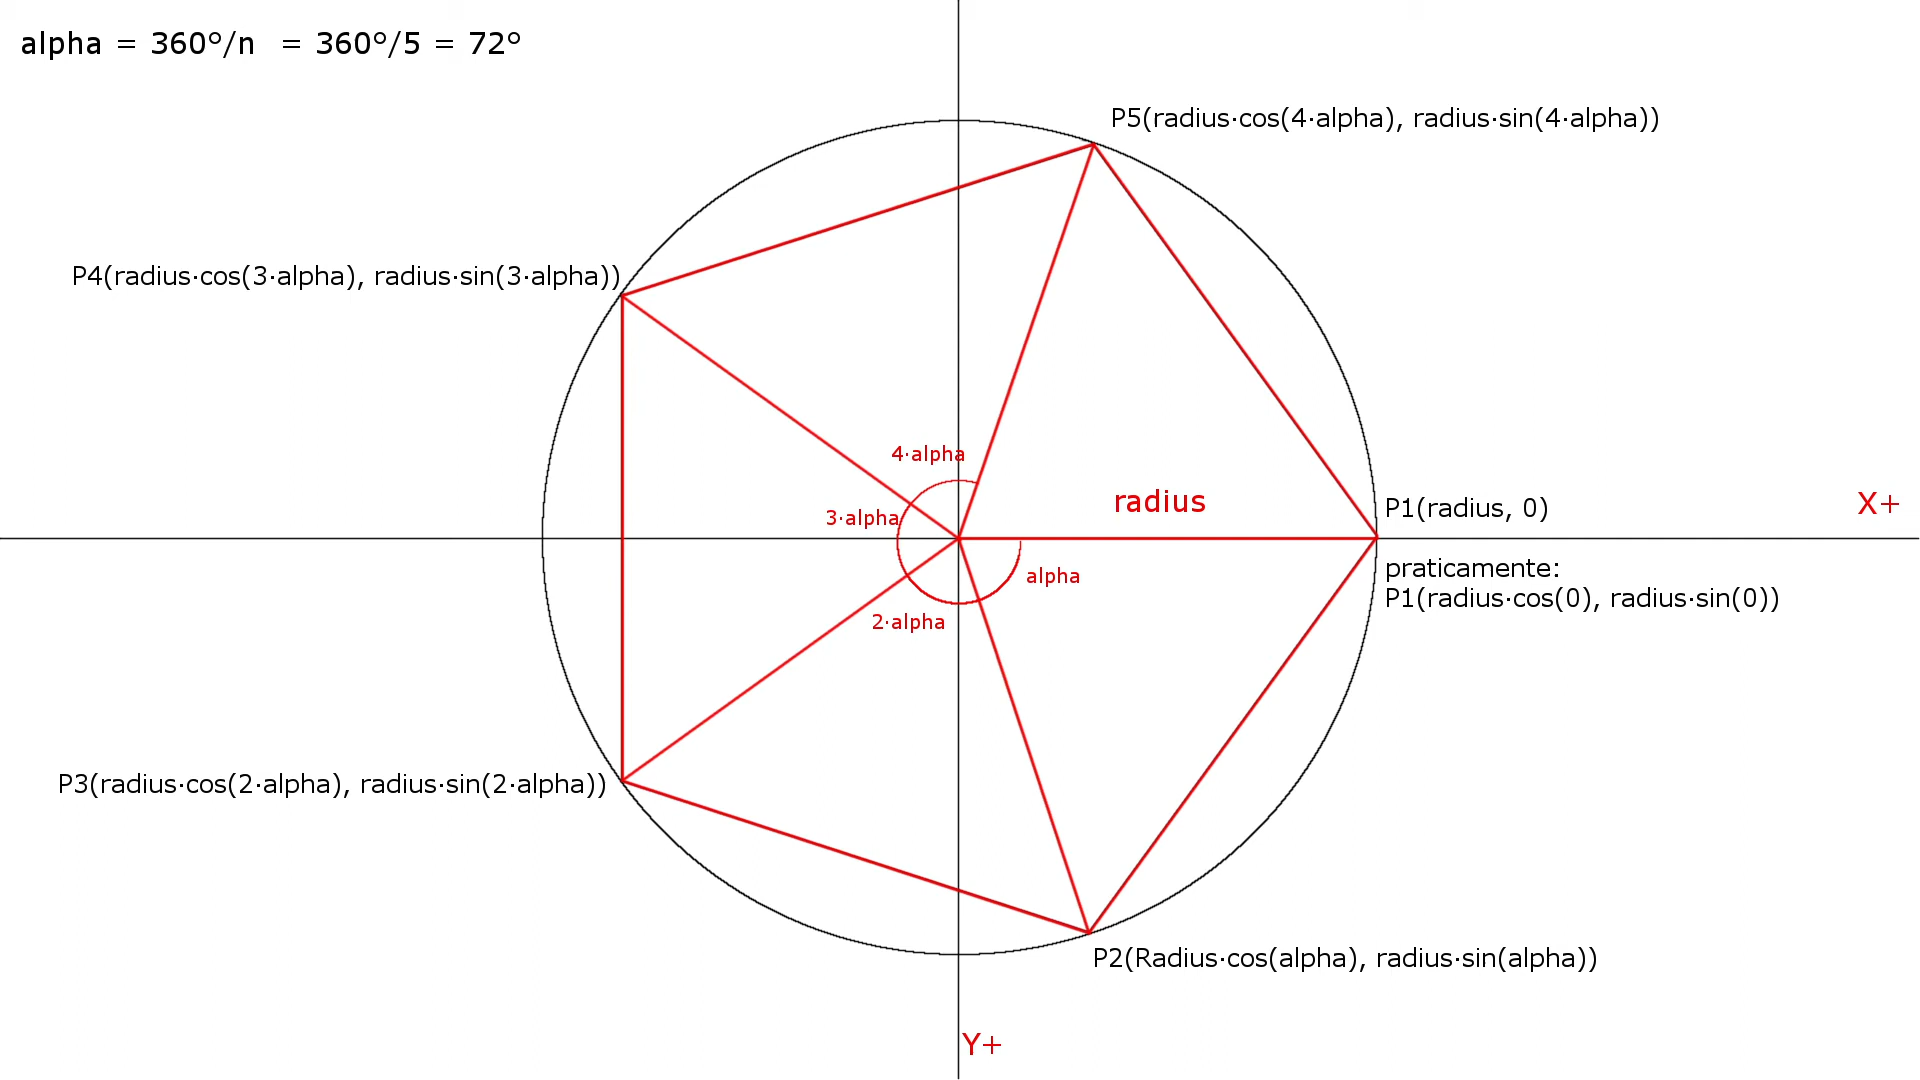 alpha = 360°/n  = 360°/5 = 72°
P5(radius·cos(4·alpha), radius·sin(4·alpha))
P4(radius·cos(3·alpha), radius·sin(3·alpha))
4·alpha
radius
P1(radius, 0)
X+
3·alpha
praticamente:
alpha
P1(radius·cos(0), radius·sin(0))
2·alpha
P3(radius·cos(2·alpha), radius·sin(2·alpha))
P2(Radius·cos(alpha), radius·sin(alpha))
Y+